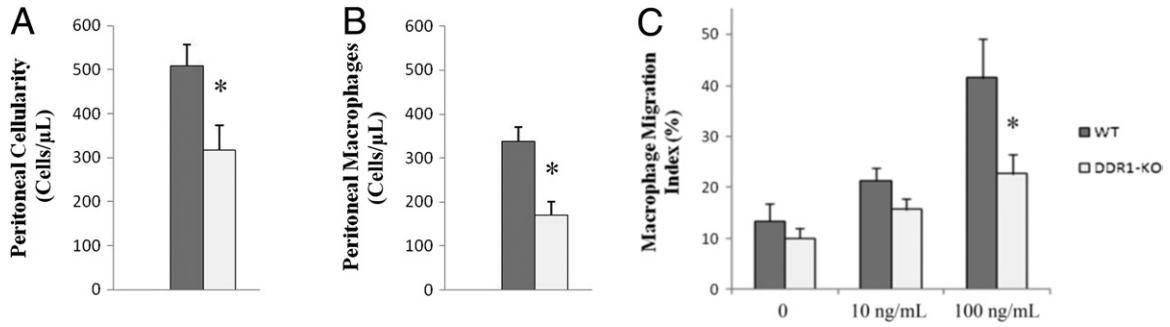 A
Peritoneal Cellularity
(Cells/µL)
600
500
400
300
200
100
0
*
B
Peritoneal Macrophages
(Cells/µL)
600
500
400
300
200
100
0
*
C
Macrophage Migration
Index (%)
50
40
30
20
10
0
*
0
10 ng/mL
100 ng/mL
WT
DDR1-KO